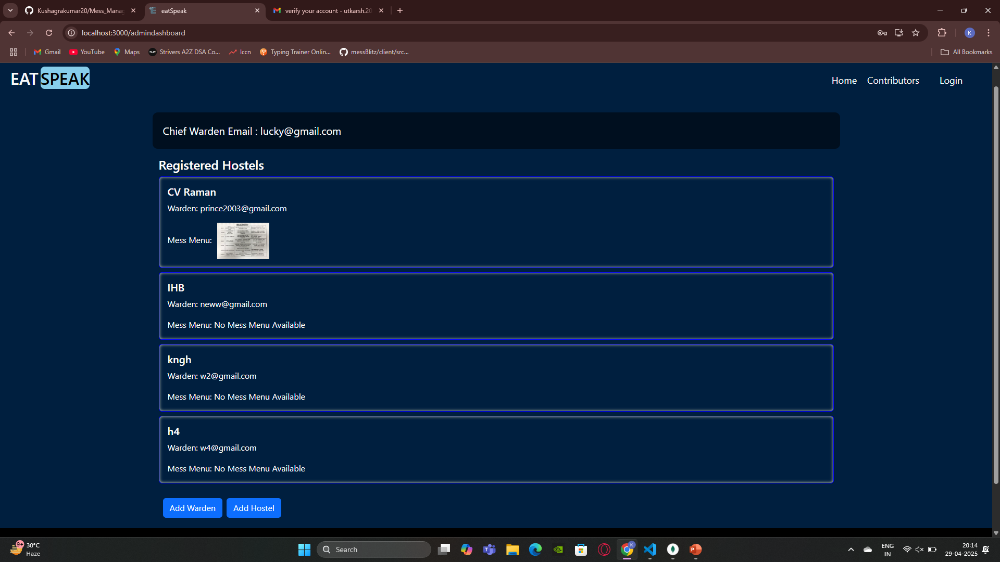 Kushagrakumar20/Mess_Manag
eatSpeak
verify your account - utkarsh.20
localhost:3000/admindashboard
K
Gmail
YouTube
Maps
TUF
Strivers A2Z DSA Co...
lccn
Typing Trainer Onlin...
messBlitz/client/src...
All Bookmarks
EAT SPEAK
Home
Contributors
Login
Chief Warden Email : lucky@gmail.com
Registered Hostels
CV Raman
Warden: prince2003@gmail.com
Mess Menu:
IHB
Warden: neww@gmail.com
Mess Menu: No Mess Menu Available
kngh
Warden: w2@gmail.com
Mess Menu: No Mess Menu Available
h4
Warden: w4@gmail.com
Mess Menu: No Mess Menu Available
Add Warden
Add Hostel
9+
30°C
Haze
Search
K
ENG
IN
20:14
29-04-2025